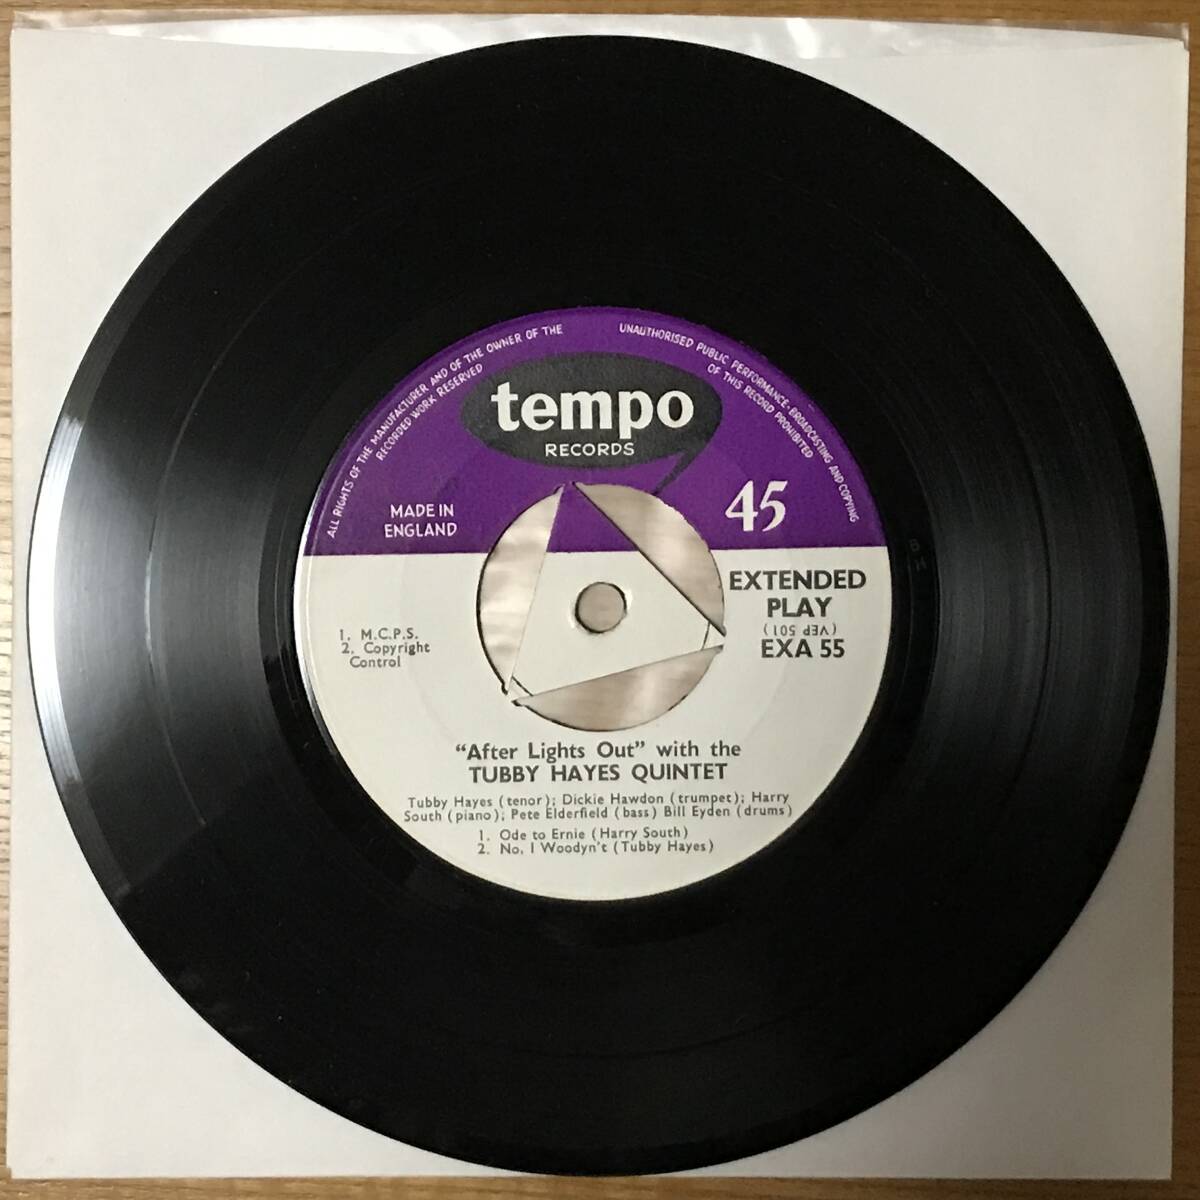 ALL RIGHTS OF THE MANUFACTURER AND OF THE OWNER OF THE
RECORDED WORK RESERVED
UNAUTHORISED PUBLIC PERFORMANCE·BROADCASTING AND COPYING
OF THIS RECORD PROHIBITED
tempo
RECORDS
MADE IN
ENGLAND
45
EXTENDED
PLAY
(VEP 501)
EXA 55
1. M.C.P.S.
2. Copyright
Control
"After Lights Out" with the
TUBBY HAYES QUINTET
Tubby Hayes (tenor); Dickie Hawdon (trumpet); Harry
South (piano); Pete Elderfield (bass) Bill Eyden (drums)
1. Ode to Ernie (Harry South)
2. No, I Woodyn't (Tubby Hayes)